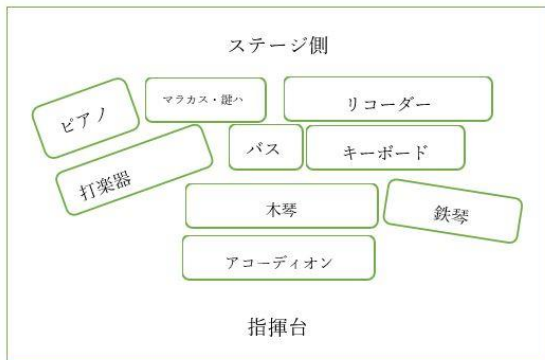 ステージ側
ピアノ
マラカス・鍵ハ
リコーダー
打楽器
バス
キーボード
木琴
鉄琴
アコーディオン
指揮台